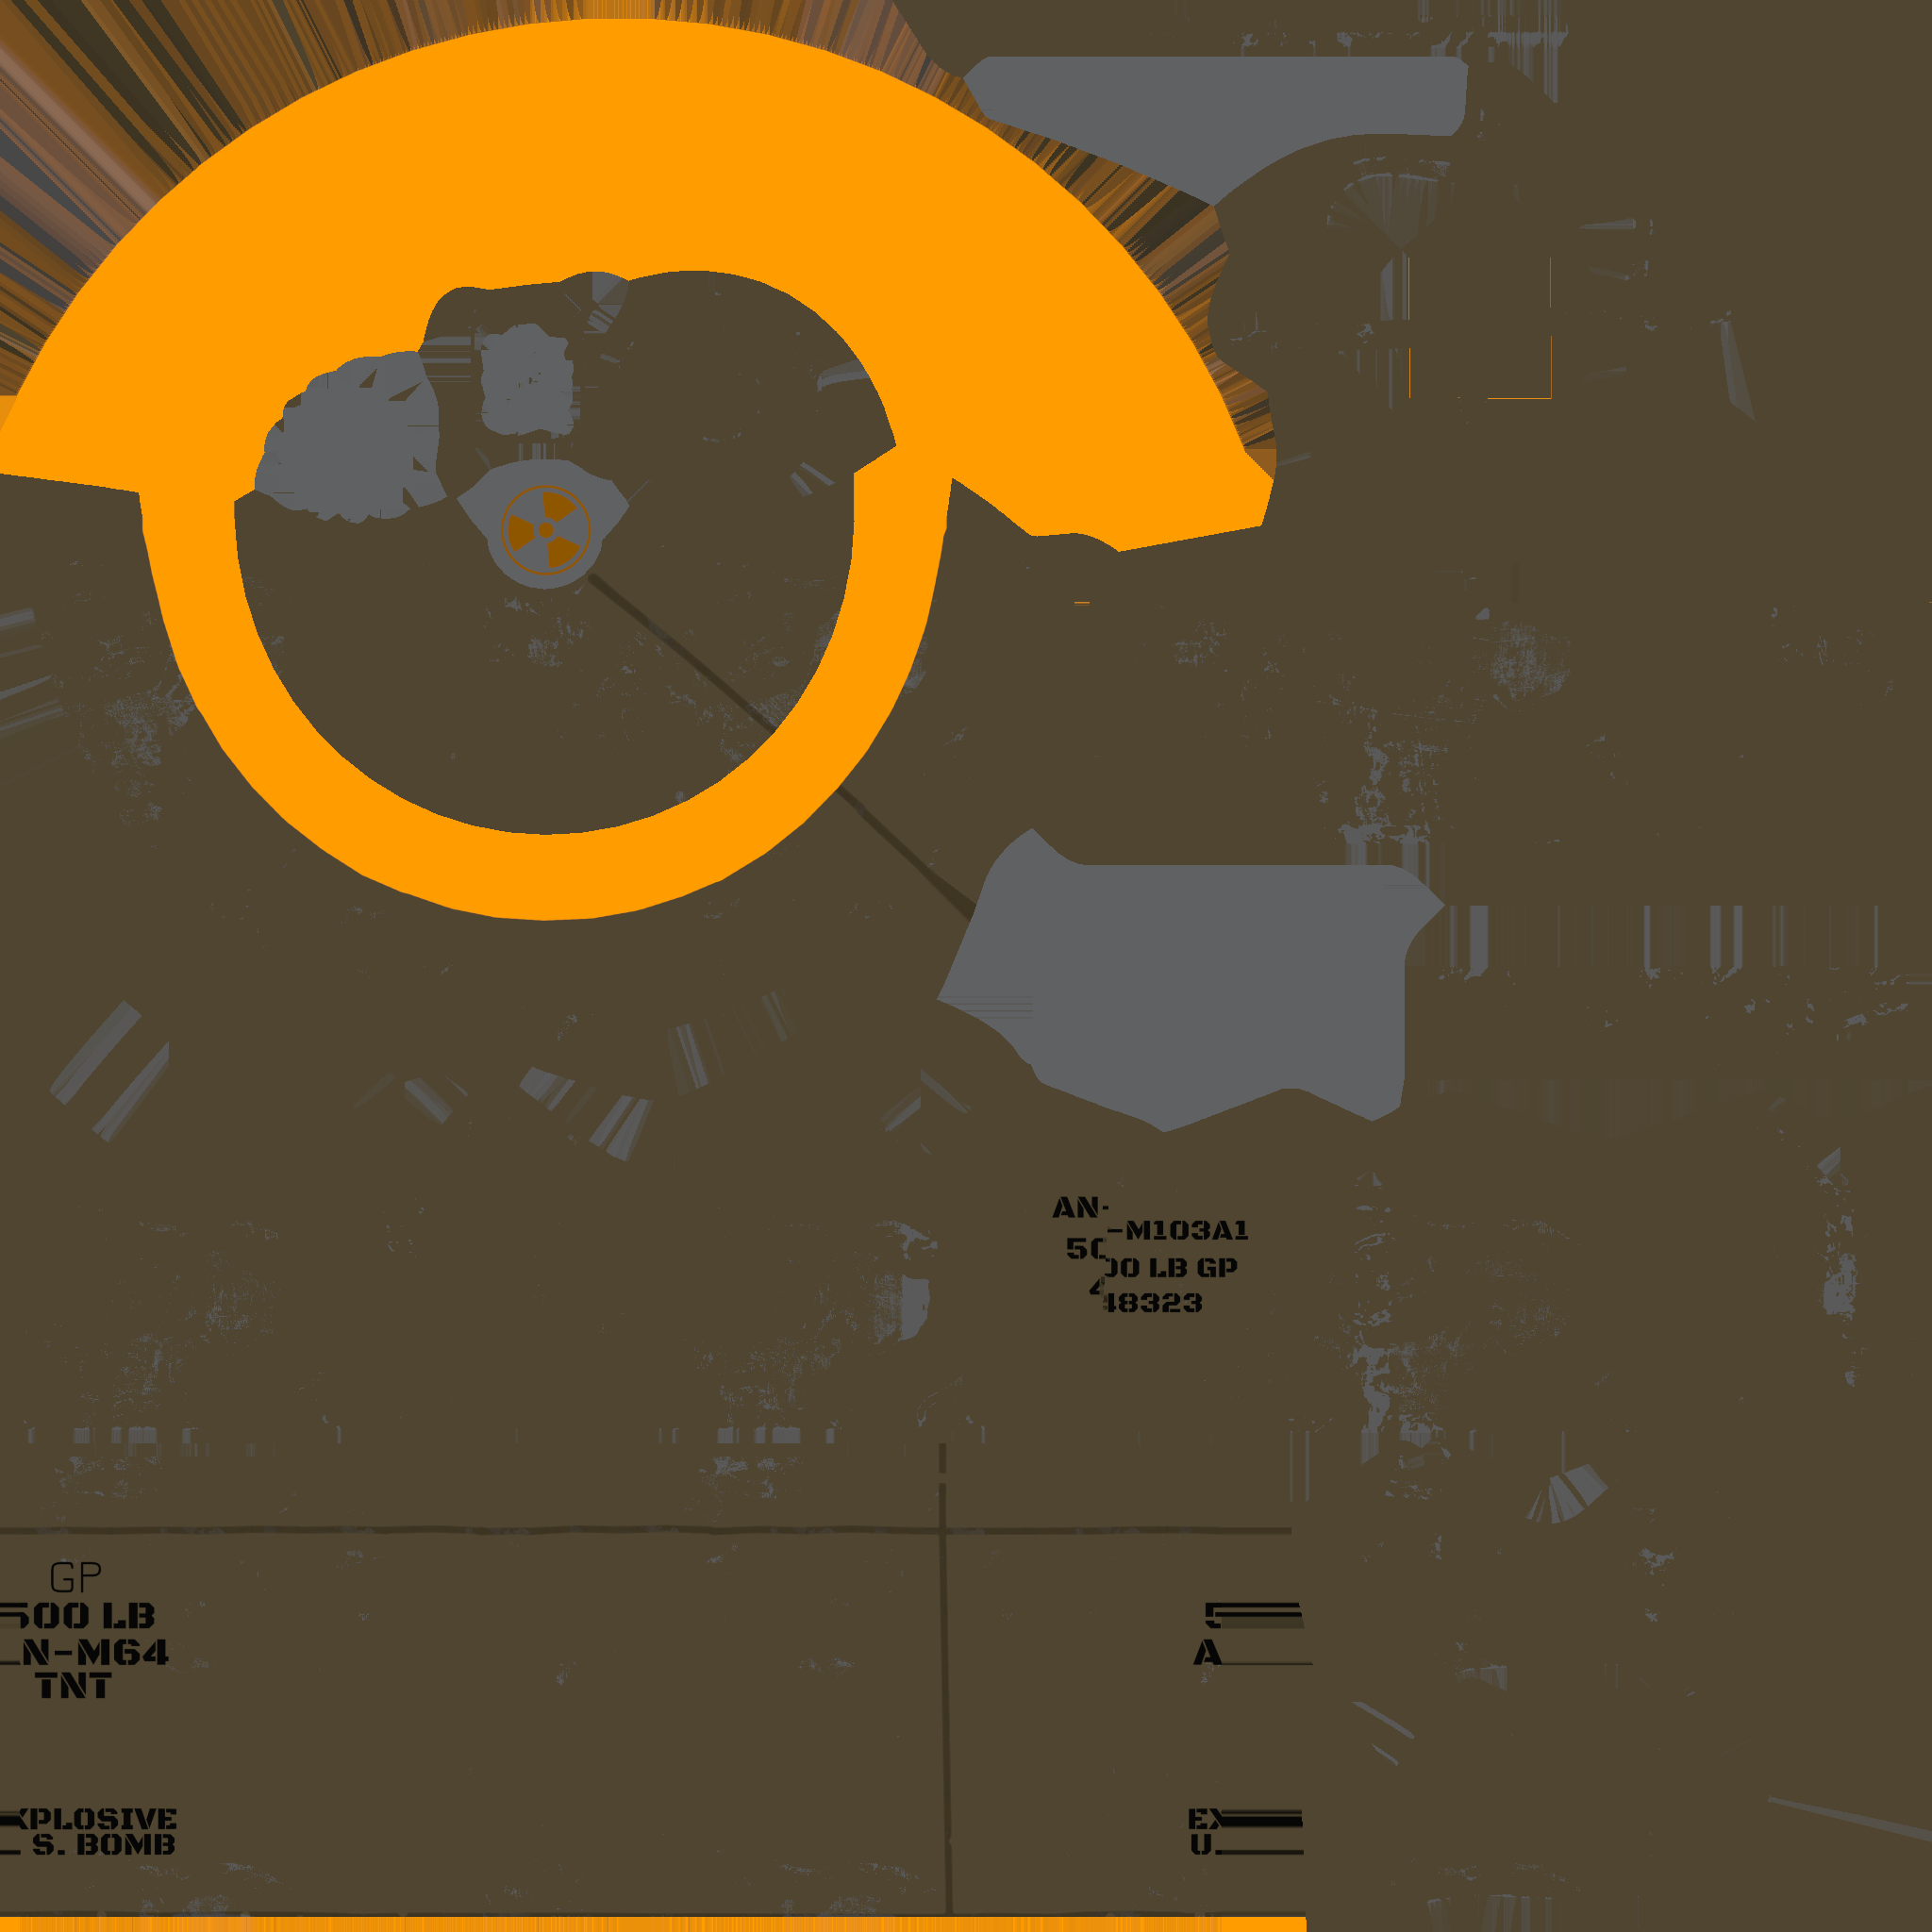 AN-
-M103A1
50
00 LB GP
48323
GP
500 LB
N-M64
TNT
5
A
XPLOSIVE
S. BOMB
EX
U.